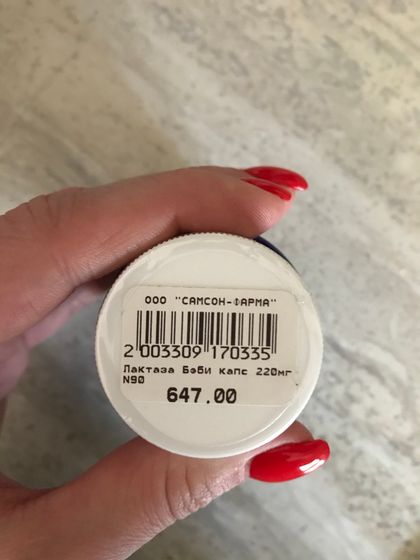 ООО "САМСОН-ФАРМА"
2 003309 170335
Лактаза Бэби капс 220мг
N90
647.00